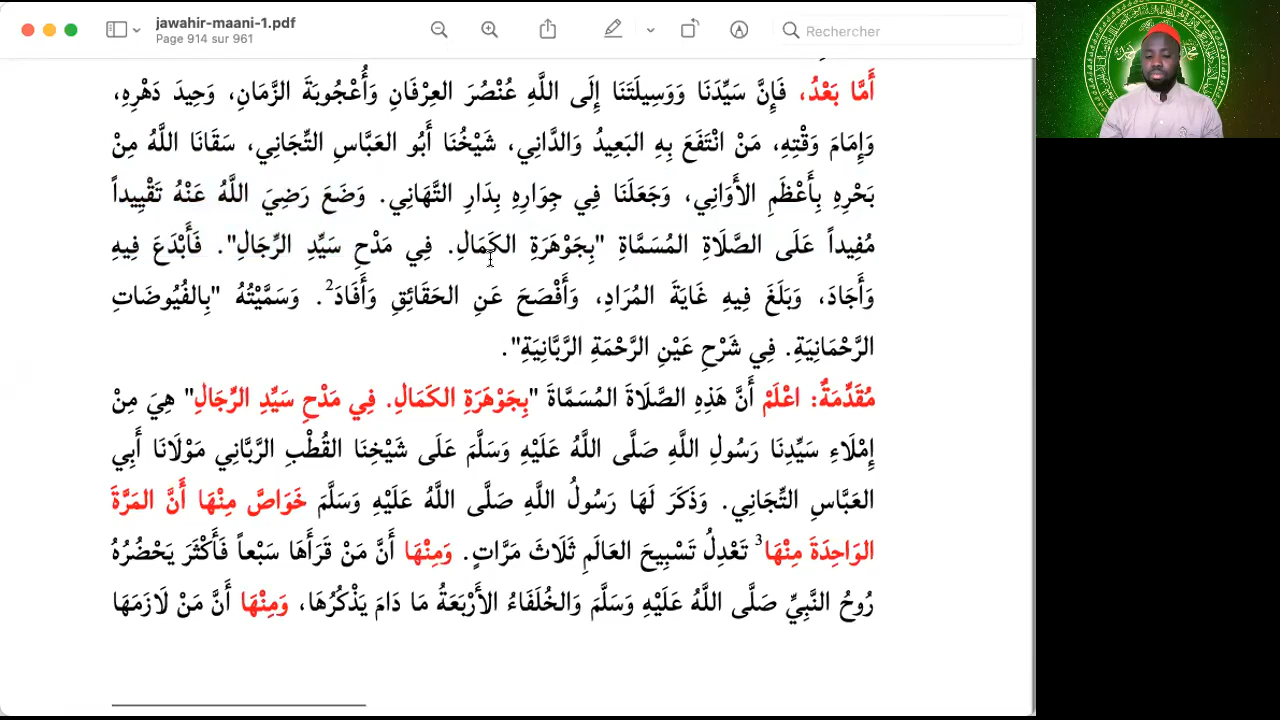 jawahir-maani-1.pdf
Page 914 sur 961
Rechercher
أَمَّا بَعْدُ، فَإِنَّ سَيِّدَنَا وَوَسِيلَتَنَا إِلَى اللَّهِ عُنْصُرَ العِرْفَانِ وَأُعْجُوبَةَ الزَّمَانِ، وَحِيدَ دَهْرِهِ،
وَإِمَامَ وَقْتِهِ، مَنْ انْتَفَعَ بِهِ البَعِيدُ وَالدَّانِي، شَيْخُنَا أَبُو العَبَّاسِ التِّجَانِي، سَقَانَا اللَّهُ مِنْ
بَحْرِهِ بِأَعْظَمِ الأَوَانِي، وَجَعَلَنَا فِي جِوَارِهِ بِدَارِ التَّهَانِي. وَضَعَ رَضِيَ اللَّهُ عَنْهُ تَقْيِيداً
مُفِيداً عَلَى الصَّلَاةِ المُسَمَّاةِ "بِجَوْهَرَةِ الكَمَالِ. فِي مَدْحِ سَيِّدِ الرِّجَالِ". فَأَبْدَعَ فِيهِ
وَأَجَادَ، وَبَلَغَ فِيهِ غَايَةَ المُرَادِ، وَأَفْصَحَ عَنِ الحَقَائِقِ وَأَفَادَ2. وَسَمَّيْتُهُ "بِالفُيُوضَاتِ
الرَّحْمَانِيَةِ. فِي شَرْحِ عَيْنِ الرَّحْمَةِ الرَّبَّانِيَةِ".
مُقَدِّمَةٌ: اعْلَمْ أَنَّ هَذِهِ الصَّلَاةَ المُسَمَّاةَ "بِجَوْهَرَةِ الكَمَالِ. فِي مَدْحِ سَيِّدِ الرِّجَالِ" هِيَ مِنْ
إِمْلَاءِ سَيِّدِنَا رَسُولِ اللَّهِ صَلَّى اللَّهُ عَلَيْهِ وَسَلَّمَ عَلَى شَيْخِنَا القُطْبِ الرَّبَّانِي مَوْلَانَا أَبِي
العَبَّاسِ التِّجَانِي. وَذَكَرَ لَهَا رَسُولُ اللَّهِ صَلَّى اللَّهُ عَلَيْهِ وَسَلَّمَ خَوَاصَّ مِنْهَا أَنَّ المَرَّةَ
الوَاحِدَةَ مِنْهَا3 تَعْدِلُ تَسْبِيحَ العَالَمِ ثَلَاثَ مَرَّاتٍ. وَمِنْهَا أَنَّ مَنْ قَرَأَهَا سَبْعاً فَأَكْثَرَ يَحْضُرُهُ
رُوحُ النَّبِيِّ صَلَّى اللَّهُ عَلَيْهِ وَسَلَّمَ وَالخُلَفَاءُ الأَرْبَعَةُ مَا دَامَ يَذْكُرُهَا، وَمِنْهَا أَنَّ مَنْ لَازَمَهَا